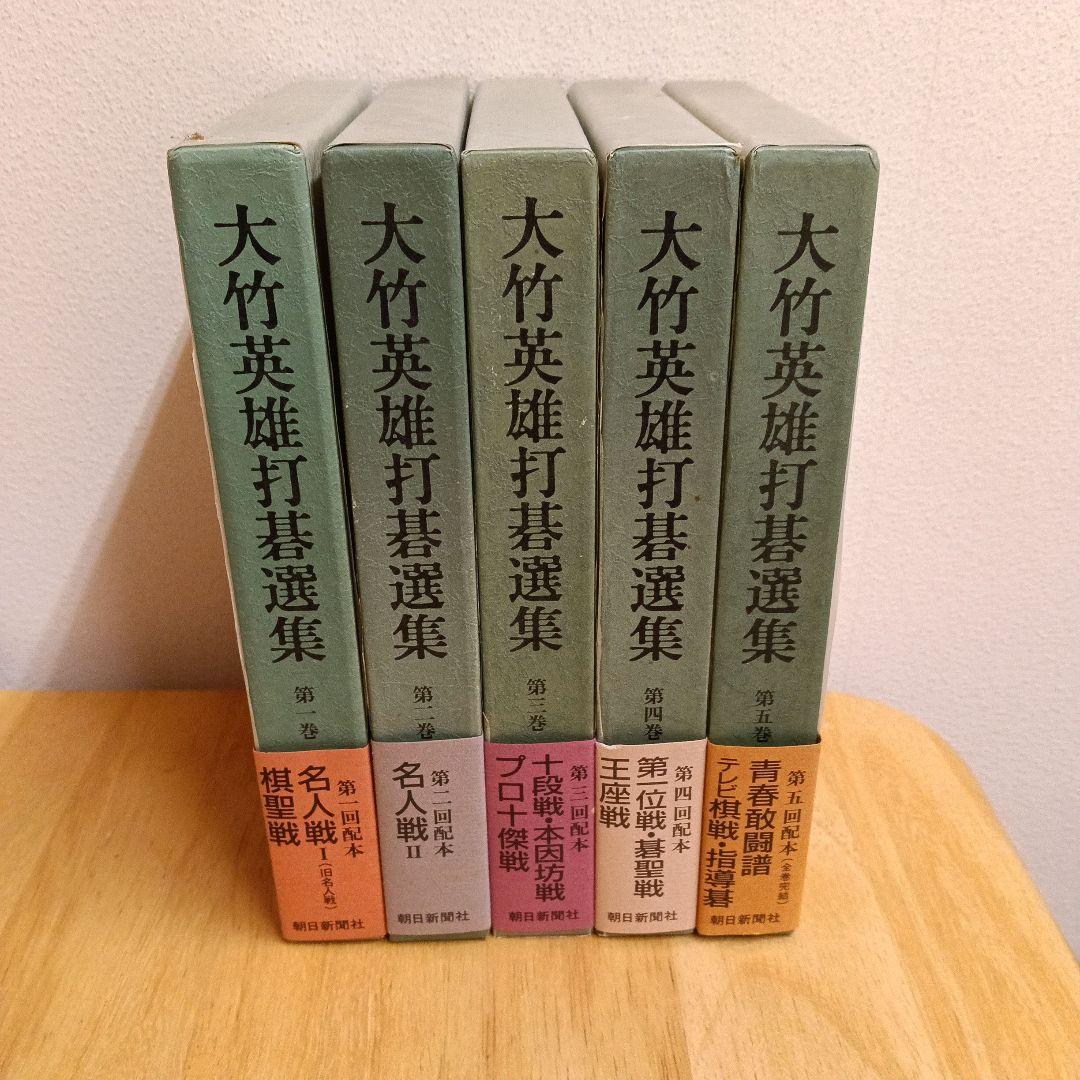 大竹英雄打碁選集
第一巻
第一回配本
名人戦I(旧名人戦)
棋聖戦
朝日新聞社
大竹英雄打碁選集
第二巻
第二回配本
名人戦II
朝日新聞社
大竹英雄打碁選集
第三巻
第三回配本
十段戦・本因坊戦
プロ十傑戦
朝日新聞社
大竹英雄打碁選集
第四巻
第四回配本
第一位戦・碁聖戦
王座戦
朝日新聞社
大竹英雄打碁選集
第五巻
第五回配本(全巻完結)
青春敢闘譜
テレビ棋戦・指導碁
朝日新聞社